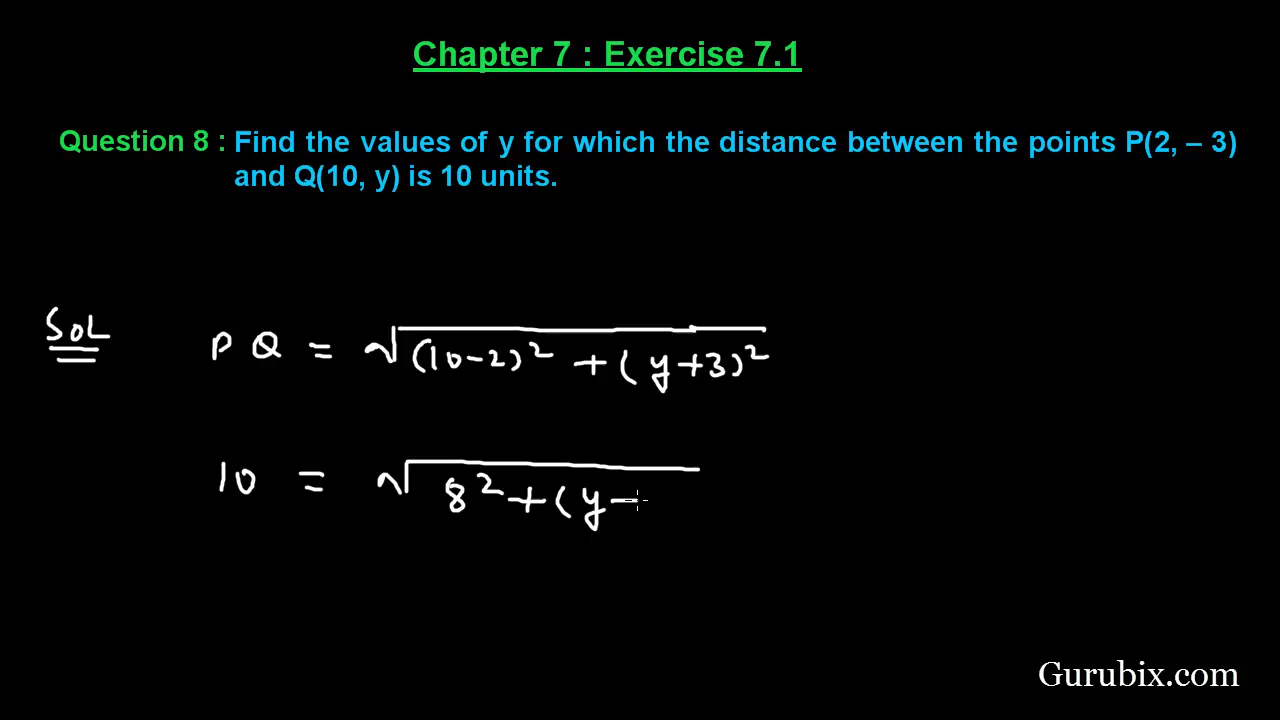 Chapter 7 : Exercise 7.1
Question 8 : Find the values of y for which the distance between the points P(2, – 3)
and Q(10, y) is 10 units.
SOL
PQ = √(10-2)² + (y+3)²
10 = √8² + (y-
Gurubix.com